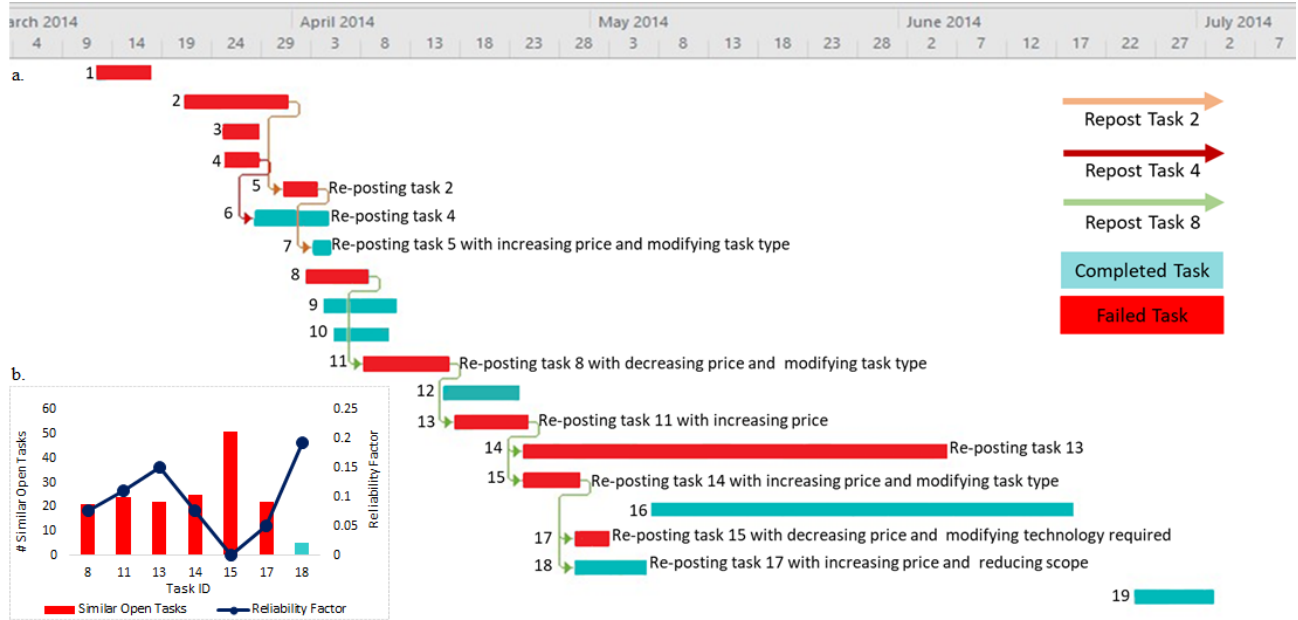 arch 2014 April 2014 May 2014 June 2014 July 2014
4 9 14 19 24 29 3 8 13 18 23 28 3 8 13 18 23 28 2 7 12 17 22 27 2 7
a.
1
2
3
4
5 Re-posting task 2
6 Re-posting task 4
7 Re-posting task 5 with increasing price and modifying task type
8
9
10
11 Re-posting task 8 with decreasing price and modifying task type
12
13 Re-posting task 11 with increasing price
14 Re-posting task 13
15 Re-posting task 14 with increasing price and modifying task type
16
17 Re-posting task 15 with decreasing price and modifying technology required
18 Re-posting task 17 with increasing price and reducing scope
19
Repost Task 2
Repost Task 4
Repost Task 8
Completed Task
Failed Task
b.
# Similar Open Tasks
60
50
40
30
20
10
0
0.25
0.2
0.15
0.1
0.05
0
Reliability Factor
8 11 13 14 15 17 18
Task ID
Similar Open Tasks Reliability Factor